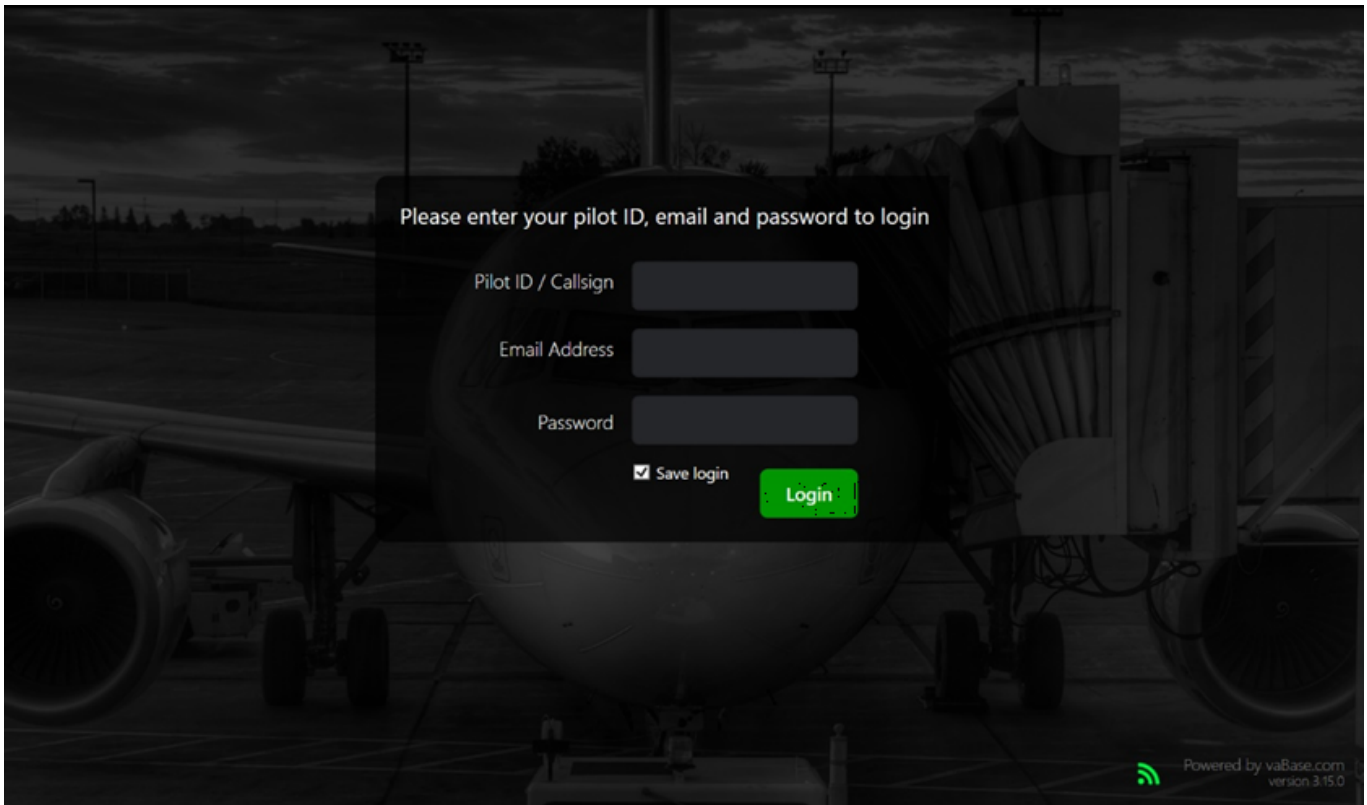 Please enter your pilot ID, email and password to login
Pilot ID / Callsign
Email Address
Password
Save login
Login
Powered by vaBase.com
version 3.15.0